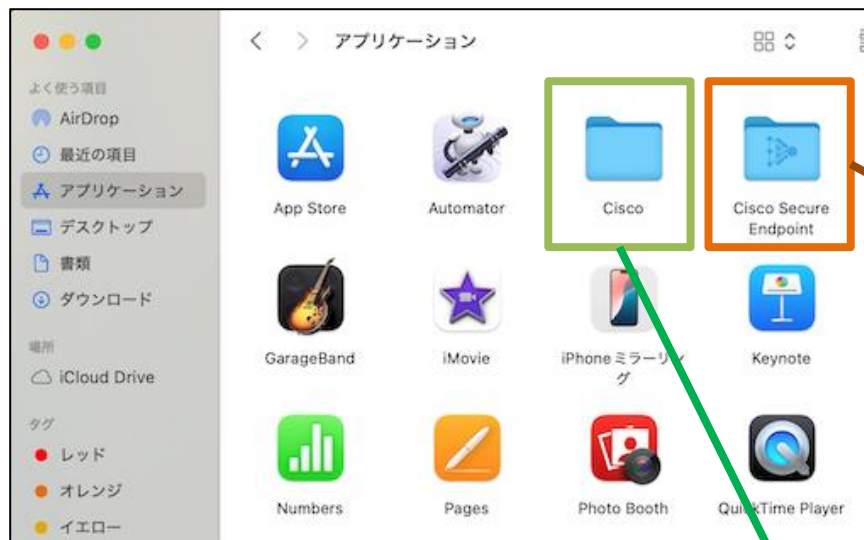 アプリケーション
よく使う項目
AirDrop
最近の項目
アプリケーション
デスクトップ
書類
ダウンロード
場所
iCloud Drive
タグ
レッド
オレンジ
イエロー
App Store
Automator
Cisco
Cisco Secure
Endpoint
GarageBand
iMovie
iPhoneミラーリン
グ
Keynote
Numbers
Pages
Photo Booth
QuickTime Player